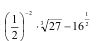 (1/2)^{-2} · ∛27 − 16^{1/2}